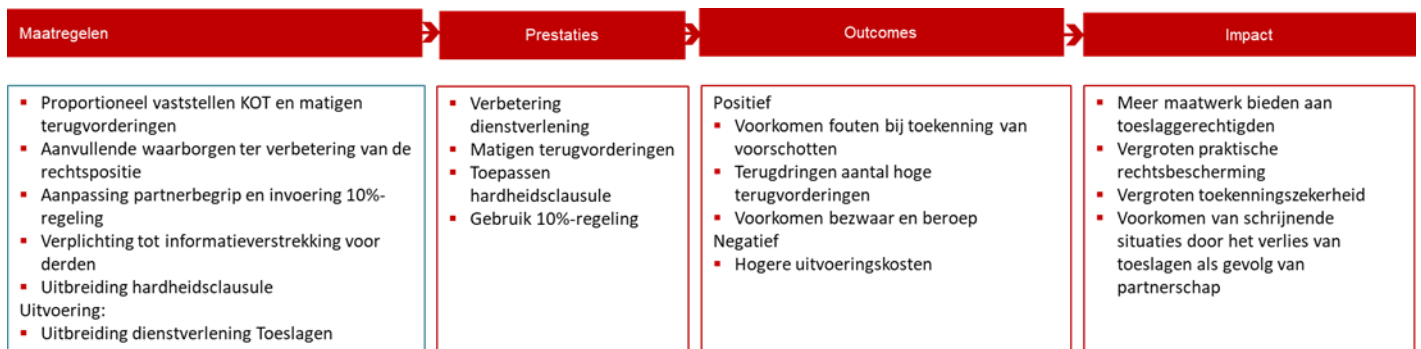 Maatregelen
Prestaties
Outcomes
Impact
▪ Proportioneel vaststellen KOT en matigen
terugvorderingen
▪ Aanvullende waarborgen ter verbetering van de
rechtspositie
▪ Aanpassing partnerbegrip en invoering 10%-
regeling
▪ Verplichting tot informatieverstrekking voor
derden
▪ Uitbreiding hardheidsclausule
Uitvoering:
▪ Uitbreiding dienstverlening Toeslagen
▪ Verbetering
dienstverlening
▪ Matigen terugvorderingen
▪ Toepassen
hardheidsclausule
▪ Gebruik 10%-regeling
Positief
▪ Voorkomen fouten bij toekenning van
voorschotten
▪ Terugdringen aantal hoge
terugvorderingen
▪ Voorkomen bezwaar en beroep
Negatief
▪ Hogere uitvoeringskosten
▪ Meer maatwerk bieden aan
toeslaggerechtigden
▪ Vergroten praktische
rechtsbescherming
▪ Vergroten toekenningszekerheid
▪ Voorkomen van schrijnende
situaties door het verlies van
toeslagen als gevolg van
partnerschap